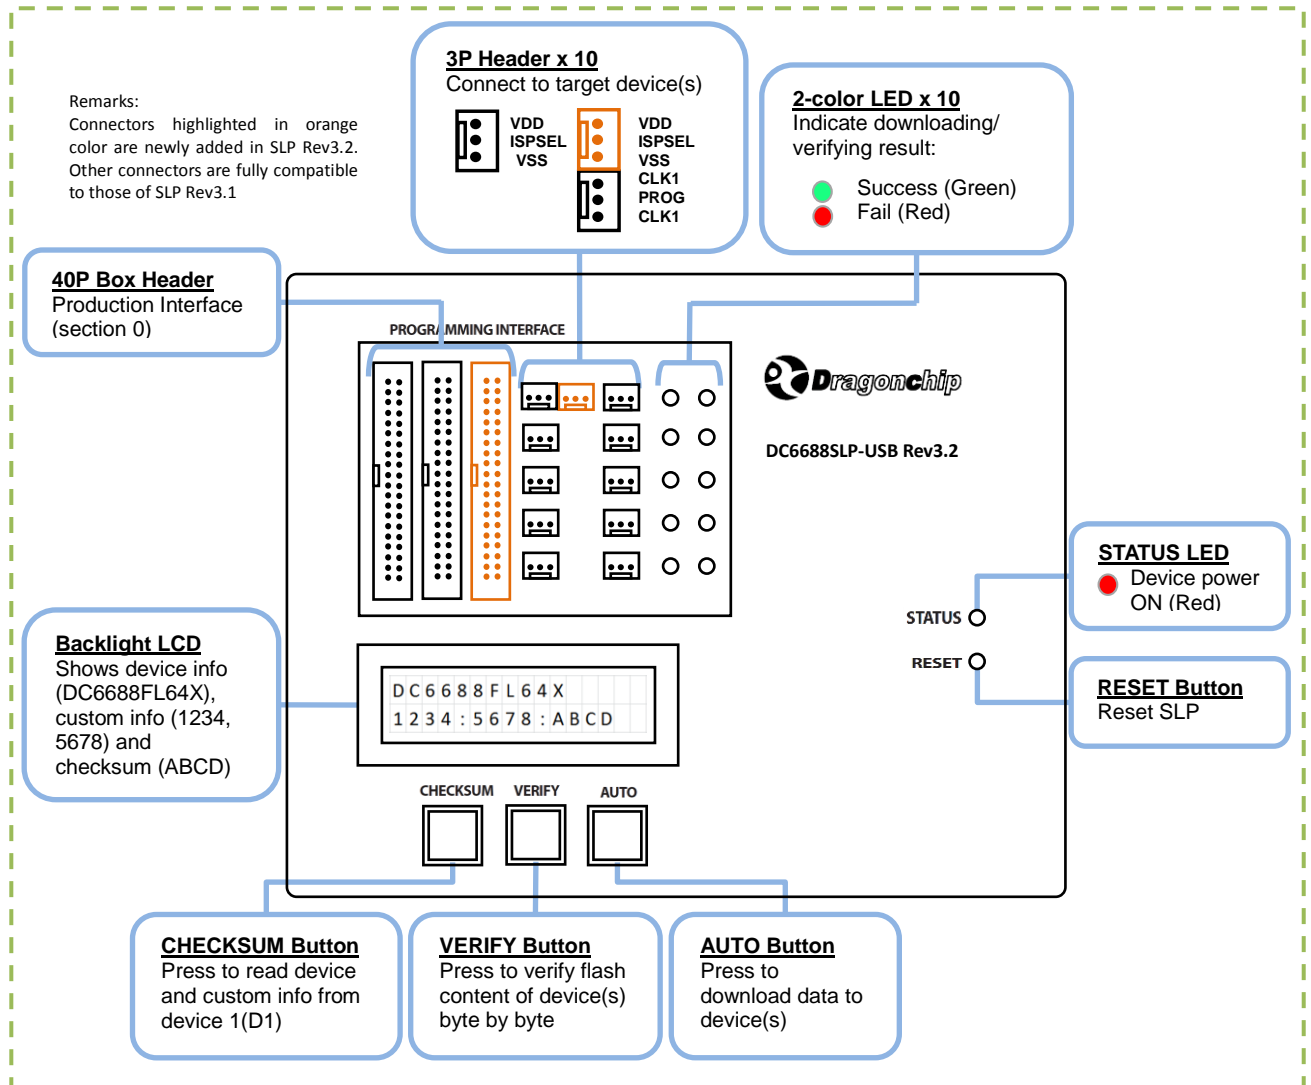 3P Header x 10
Connect to target device(s)
VDD
ISPSEL
VSS
VDD
ISPSEL
VSS
CLK1
PROG
CLK1
2-color LED x 10
Indicate downloading/
verifying result:
Success (Green)
Fail (Red)
Remarks:
Connectors highlighted in orange
color are newly added in SLP Rev3.2.
Other connectors are fully compatible
to those of SLP Rev3.1
40P Box Header
Production Interface
(section 0)
PROGRAMMING INTERFACE
Dragonchip
DC6688SLP-USB Rev3.2
STATUS LED
Device power
ON (Red)
STATUS
RESET
RESET Button
Reset SLP
Backlight LCD
Shows device info
(DC6688FL64X),
custom info (1234,
5678) and
checksum (ABCD)
DC6688FL64X
1234:5678:ABCD
CHECKSUM VERIFY AUTO
CHECKSUM Button
Press to read device
and custom info from
device 1(D1)
VERIFY Button
Press to verify flash
content of device(s)
byte by byte
AUTO Button
Press to
download data to
device(s)